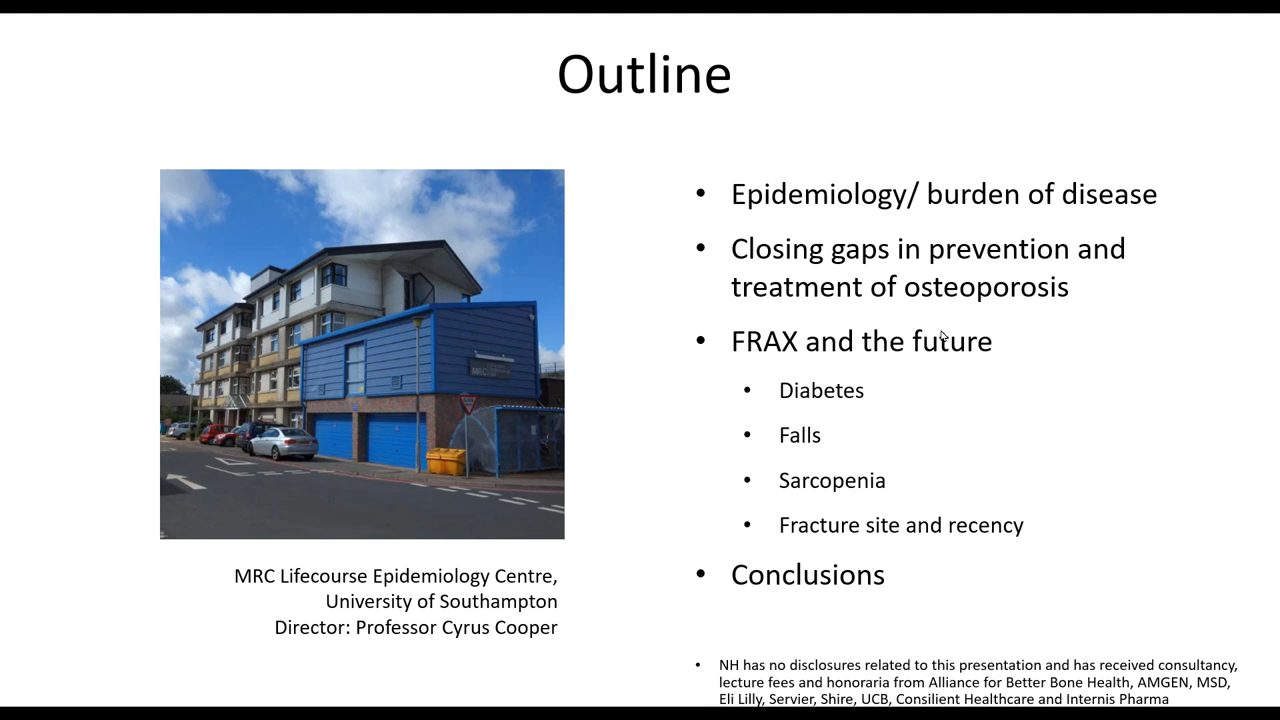 Outline
MRC Lifecourse Epidemiology Centre,
University of Southampton
Director: Professor Cyrus Cooper
• Epidemiology/ burden of disease
• Closing gaps in prevention and
treatment of osteoporosis
• FRAX and the future
• Diabetes
• Falls
• Sarcopenia
• Fracture site and recency
• Conclusions
• NH has no disclosures related to this presentation and has received consultancy,
lecture fees and honoraria from Alliance for Better Bone Health, AMGEN, MSD,
Eli Lilly, Servier, Shire, UCB, Consilient Healthcare and Internis Pharma